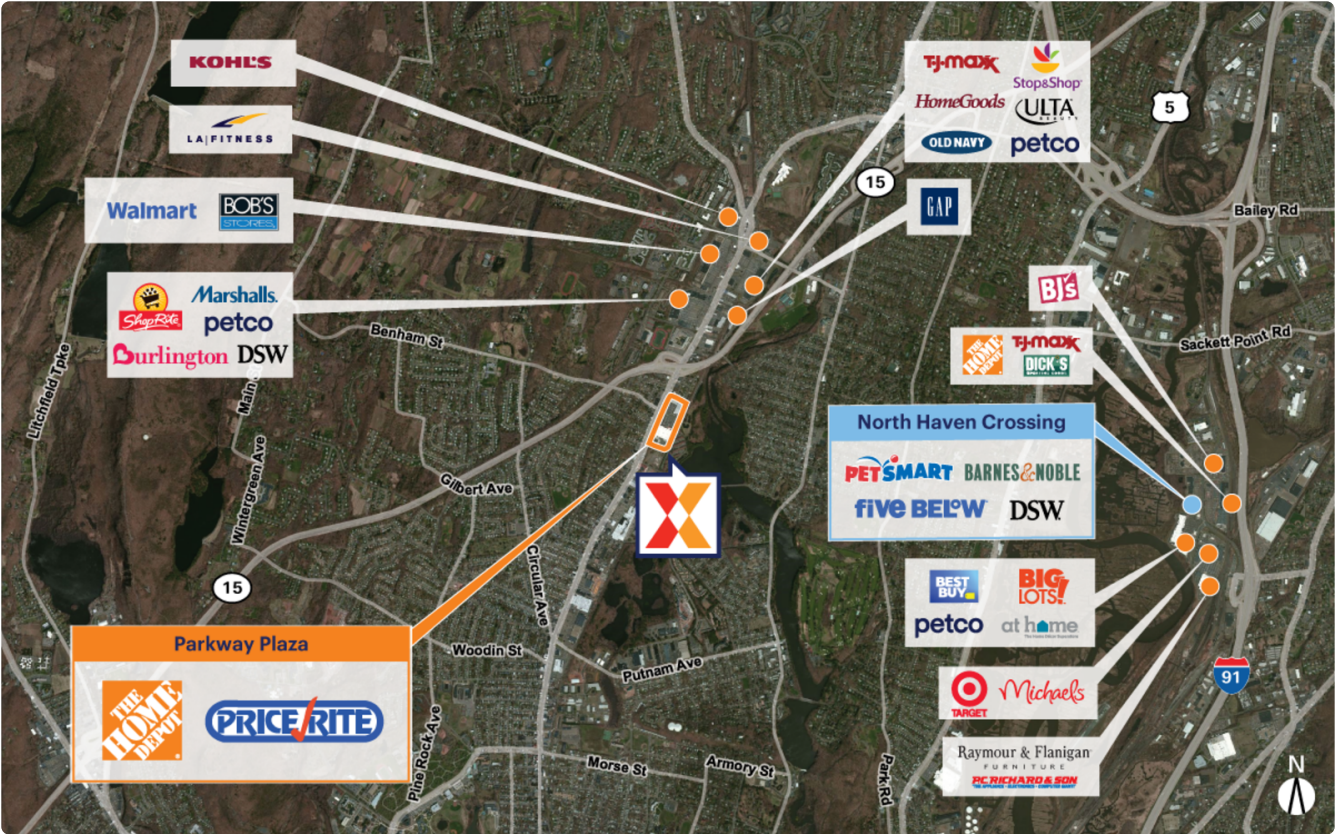 KOHL'S
LA|FITNESS
Walmart BOB'S
STORES
ShopRite Marshalls.
petco
Burlington DSW
T.J.maxx Stop&Shop
HomeGoods ULTA
BEAUTY
OLD NAVY petco
GAP
5
15
Bailey Rd
BJ's
Sackett Point Rd
THE
HOME
DEPOT
T.J.maxx
DICK'S
SPORTING GOODS
Benham St
Litchfield Tpke
Main St
Wintergreen Ave
Gilbert Ave
Circular Ave
15
North Haven Crossing
PETSMART BARNES&NOBLE
five BEL°W DSW
BEST
BUY
BIG
LOTS!
petco at home
TARGET Michaels
Raymour & Flanigan
FURNITURE
P.C. RICHARD & SON
91
N
Parkway Plaza
THE
HOME
DEPOT
PRICE RITE
Woodin St
Putnam Ave
Pine Rock Ave
Morse St
Armory St
Park Rd